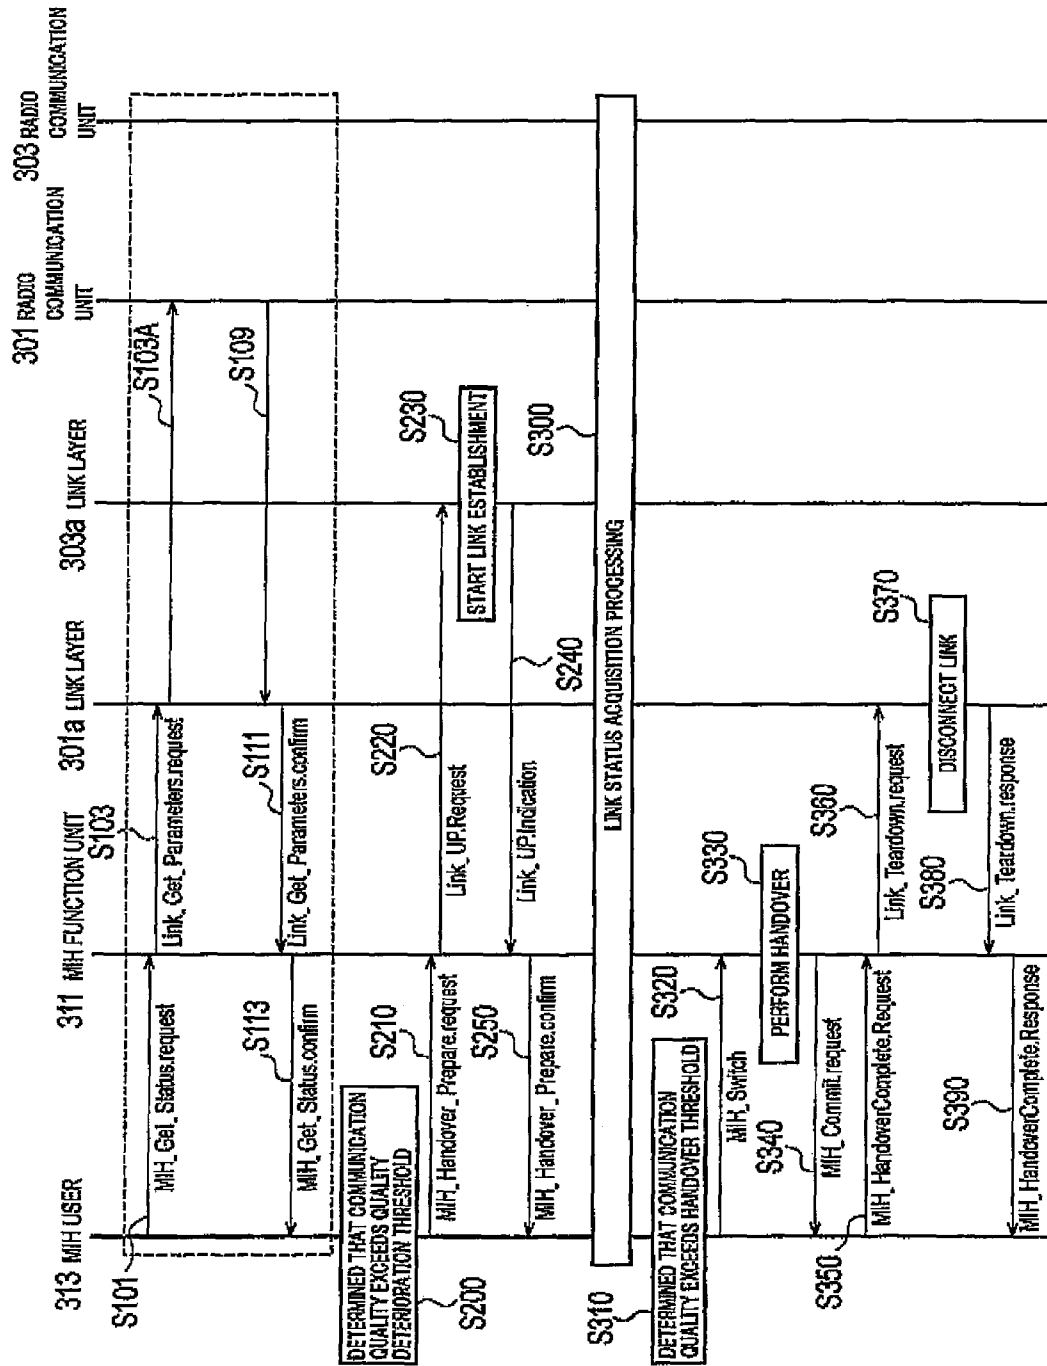 313 MIH USER
311 MIH FUNCTION UNIT
301a LINK LAYER
303a LINK LAYER
301 RADIO
COMMUNICATION
UNIT
303 RADIO
COMMUNICATION
UNIT
S101
MIH_Get_Status.request
S103
Link_Get_Parameters.request
S103A
S109
S111
Link_Get_Parameters.confirm
S113
MIH_Get_Status.confirm
DETERMINED THAT COMMUNICATION
QUALITY EXCEEDS QUALITY
DETERIORATION THRESHOLD
S200
S210
MIH_Handover_Prepare.request
S220
Link_UP.Request
S230
START LINK ESTABLISHMENT
S240
Link_UP.Indication
S250
MIH_Handover_Prepare.confirm
S300
LINK STATUS ACQUISITION PROCESSING
S310
DETERMINED THAT COMMUNICATION
QUALITY EXCEEDS HANDOVER THRESHOLD
S320
MIH_Switch
S330
PERFORM HANDOVER
S340
MIH_Commit.request
S350
MIH_HandoverComplete.Request
S360
Link_Teardown.request
S370
DISCONNECT LINK
S380
Link_Teardown.response
S390
MIH_HandoverComplete.Response